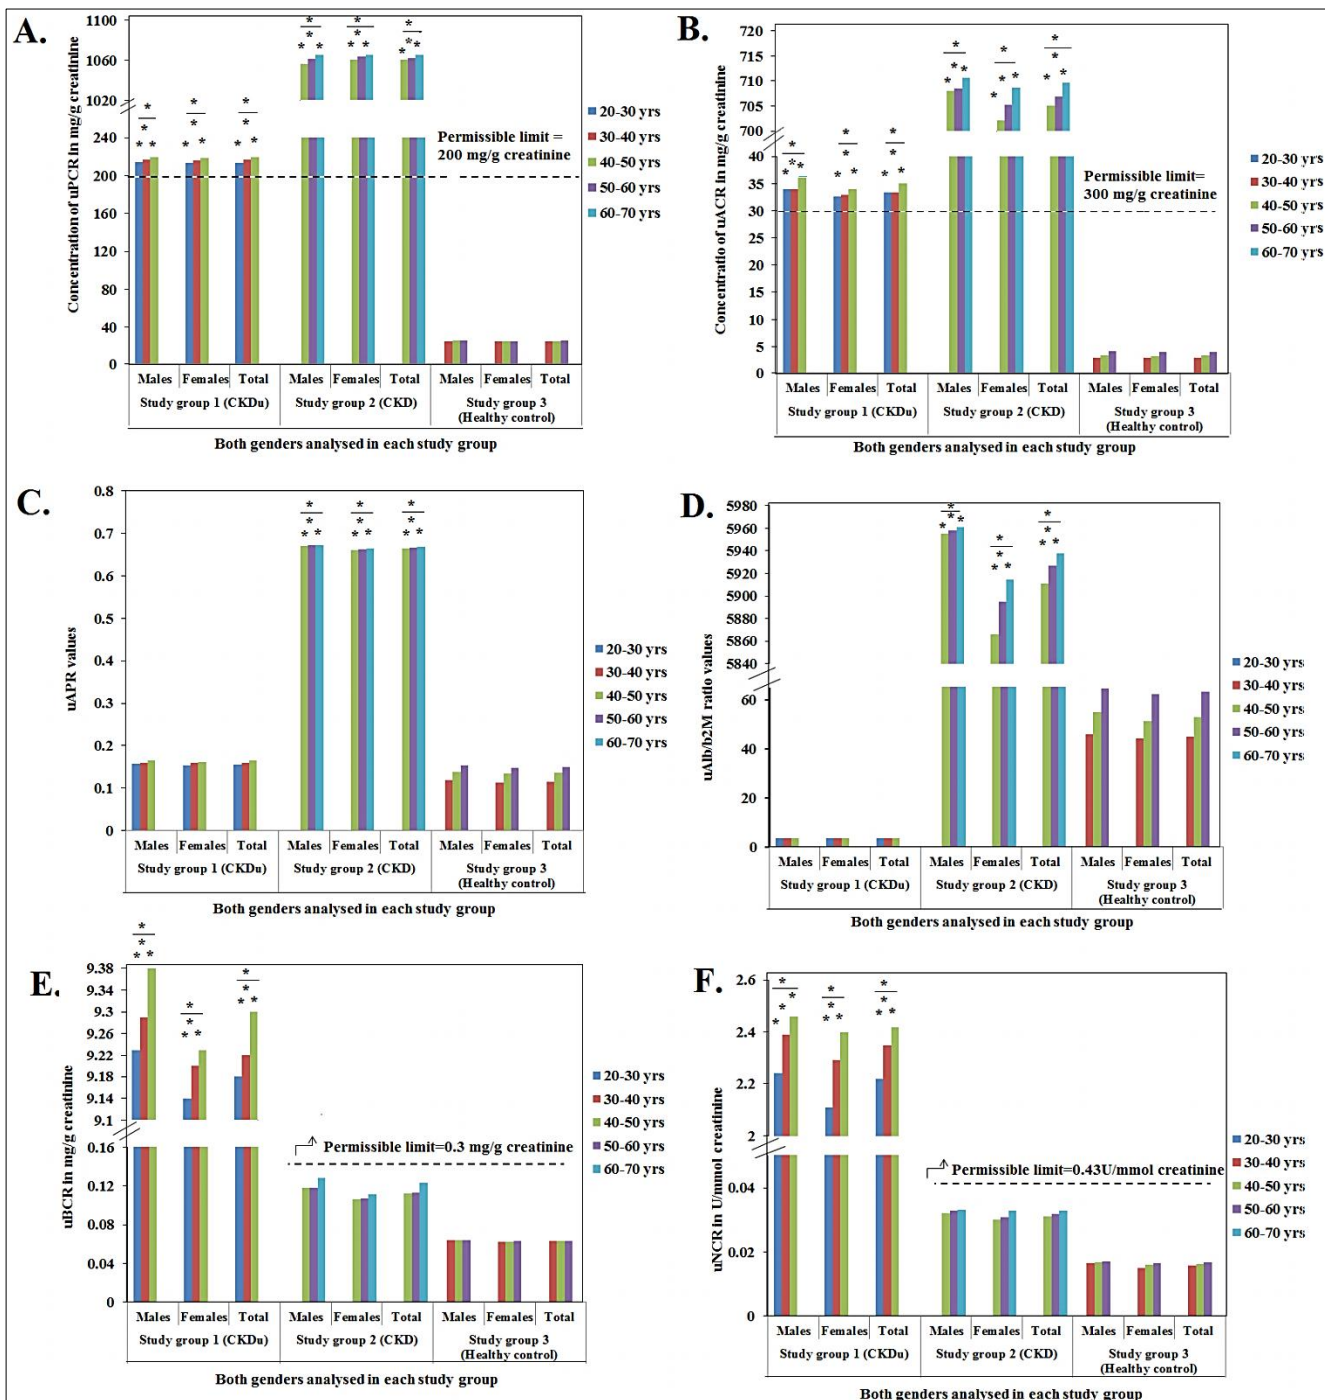 A.
Concentration of uPCR in mg/g creatinine
1100
1060
1020
240
200
160
120
80
40
0
Permissible limit =
200 mg/g creatinine
20-30 yrs
30-40 yrs
40-50 yrs
50-60 yrs
60-70 yrs
Males Females Total Males Females Total Males Females Total
Study group 1 (CKDu) Study group 2 (CKD) Study group 3
(Healthy control)
Both genders analysed in each study group
B.
Concentratio of uACR in mg/g creatinine
720
715
710
705
700
40
35
30
25
20
15
10
5
0
Permissible limit=
300 mg/g creatinine
20-30 yrs
30-40 yrs
40-50 yrs
50-60 yrs
60-70 yrs
Males Females Total Males Females Total Males Females Total
Study group 1 (CKDu) Study group 2 (CKD) Study group 3
(Healthy control)
Both genders analysed in each study group
C.
uAPR values
0.8
0.7
0.6
0.5
0.4
0.3
0.2
0.1
0
20-30 yrs
30-40 yrs
40-50 yrs
50-60 yrs
60-70 yrs
Males Females Total Males Females Total Males Females Total
Study group 1 (CKDu) Study group 2 (CKD) Study group 3
(Healthy control)
Both genders analysed in each study group
D.
uAlb/b2M ratio values
5980
5960
5940
5920
5900
5880
5860
5840
60
40
20
0
20-30 yrs
30-40 yrs
40-50 yrs
50-60 yrs
60-70 yrs
Males Females Total Males Females Total Males Females Total
Study group 1 (CKDu) Study group 2 (CKD) Study group 3
(Healthy control)
Both genders analysed in each study group
E.
uBCR in mg/g creatinine
9.38
9.34
9.3
9.26
9.22
9.18
9.14
9.1
0.16
0.12
0.08
0.04
0
Permissible limit=0.3 mg/g creatinine
20-30 yrs
30-40 yrs
40-50 yrs
50-60 yrs
60-70 yrs
Males Females Total Males Females Total Males Females Total
Study group 1 (CKDu) Study group 2 (CKD) Study group 3
(Healthy control)
Both genders analysed in each study group
F.
uNCR in U/mmol creatinine
2.6
2.4
2.2
2
0.04
0.02
0
Permissible limit=0.43U/mmol creatinine
20-30 yrs
30-40 yrs
40-50 yrs
50-60 yrs
60-70 yrs
Males Females Total Males Females Total Males Females Total
Study group 1 (CKDu) Study group 2 (CKD) Study group 3
(Healthy control)
Both genders analysed in each study group